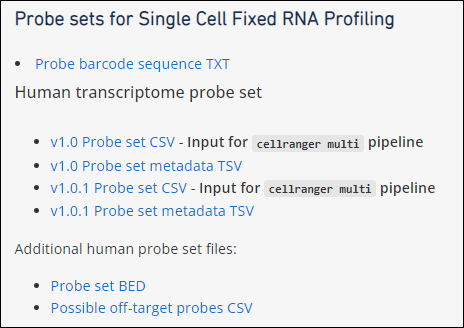 Probe sets for Single Cell Fixed RNA Profiling
• Probe barcode sequence TXT
Human transcriptome probe set
• v1.0 Probe set CSV - Input for cellranger multi pipeline
• v1.0 Probe set metadata TSV
• v1.0.1 Probe set CSV - Input for cellranger multi pipeline
• v1.0.1 Probe set metadata TSV
Additional human probe set files:
• Probe set BED
• Possible off-target probes CSV